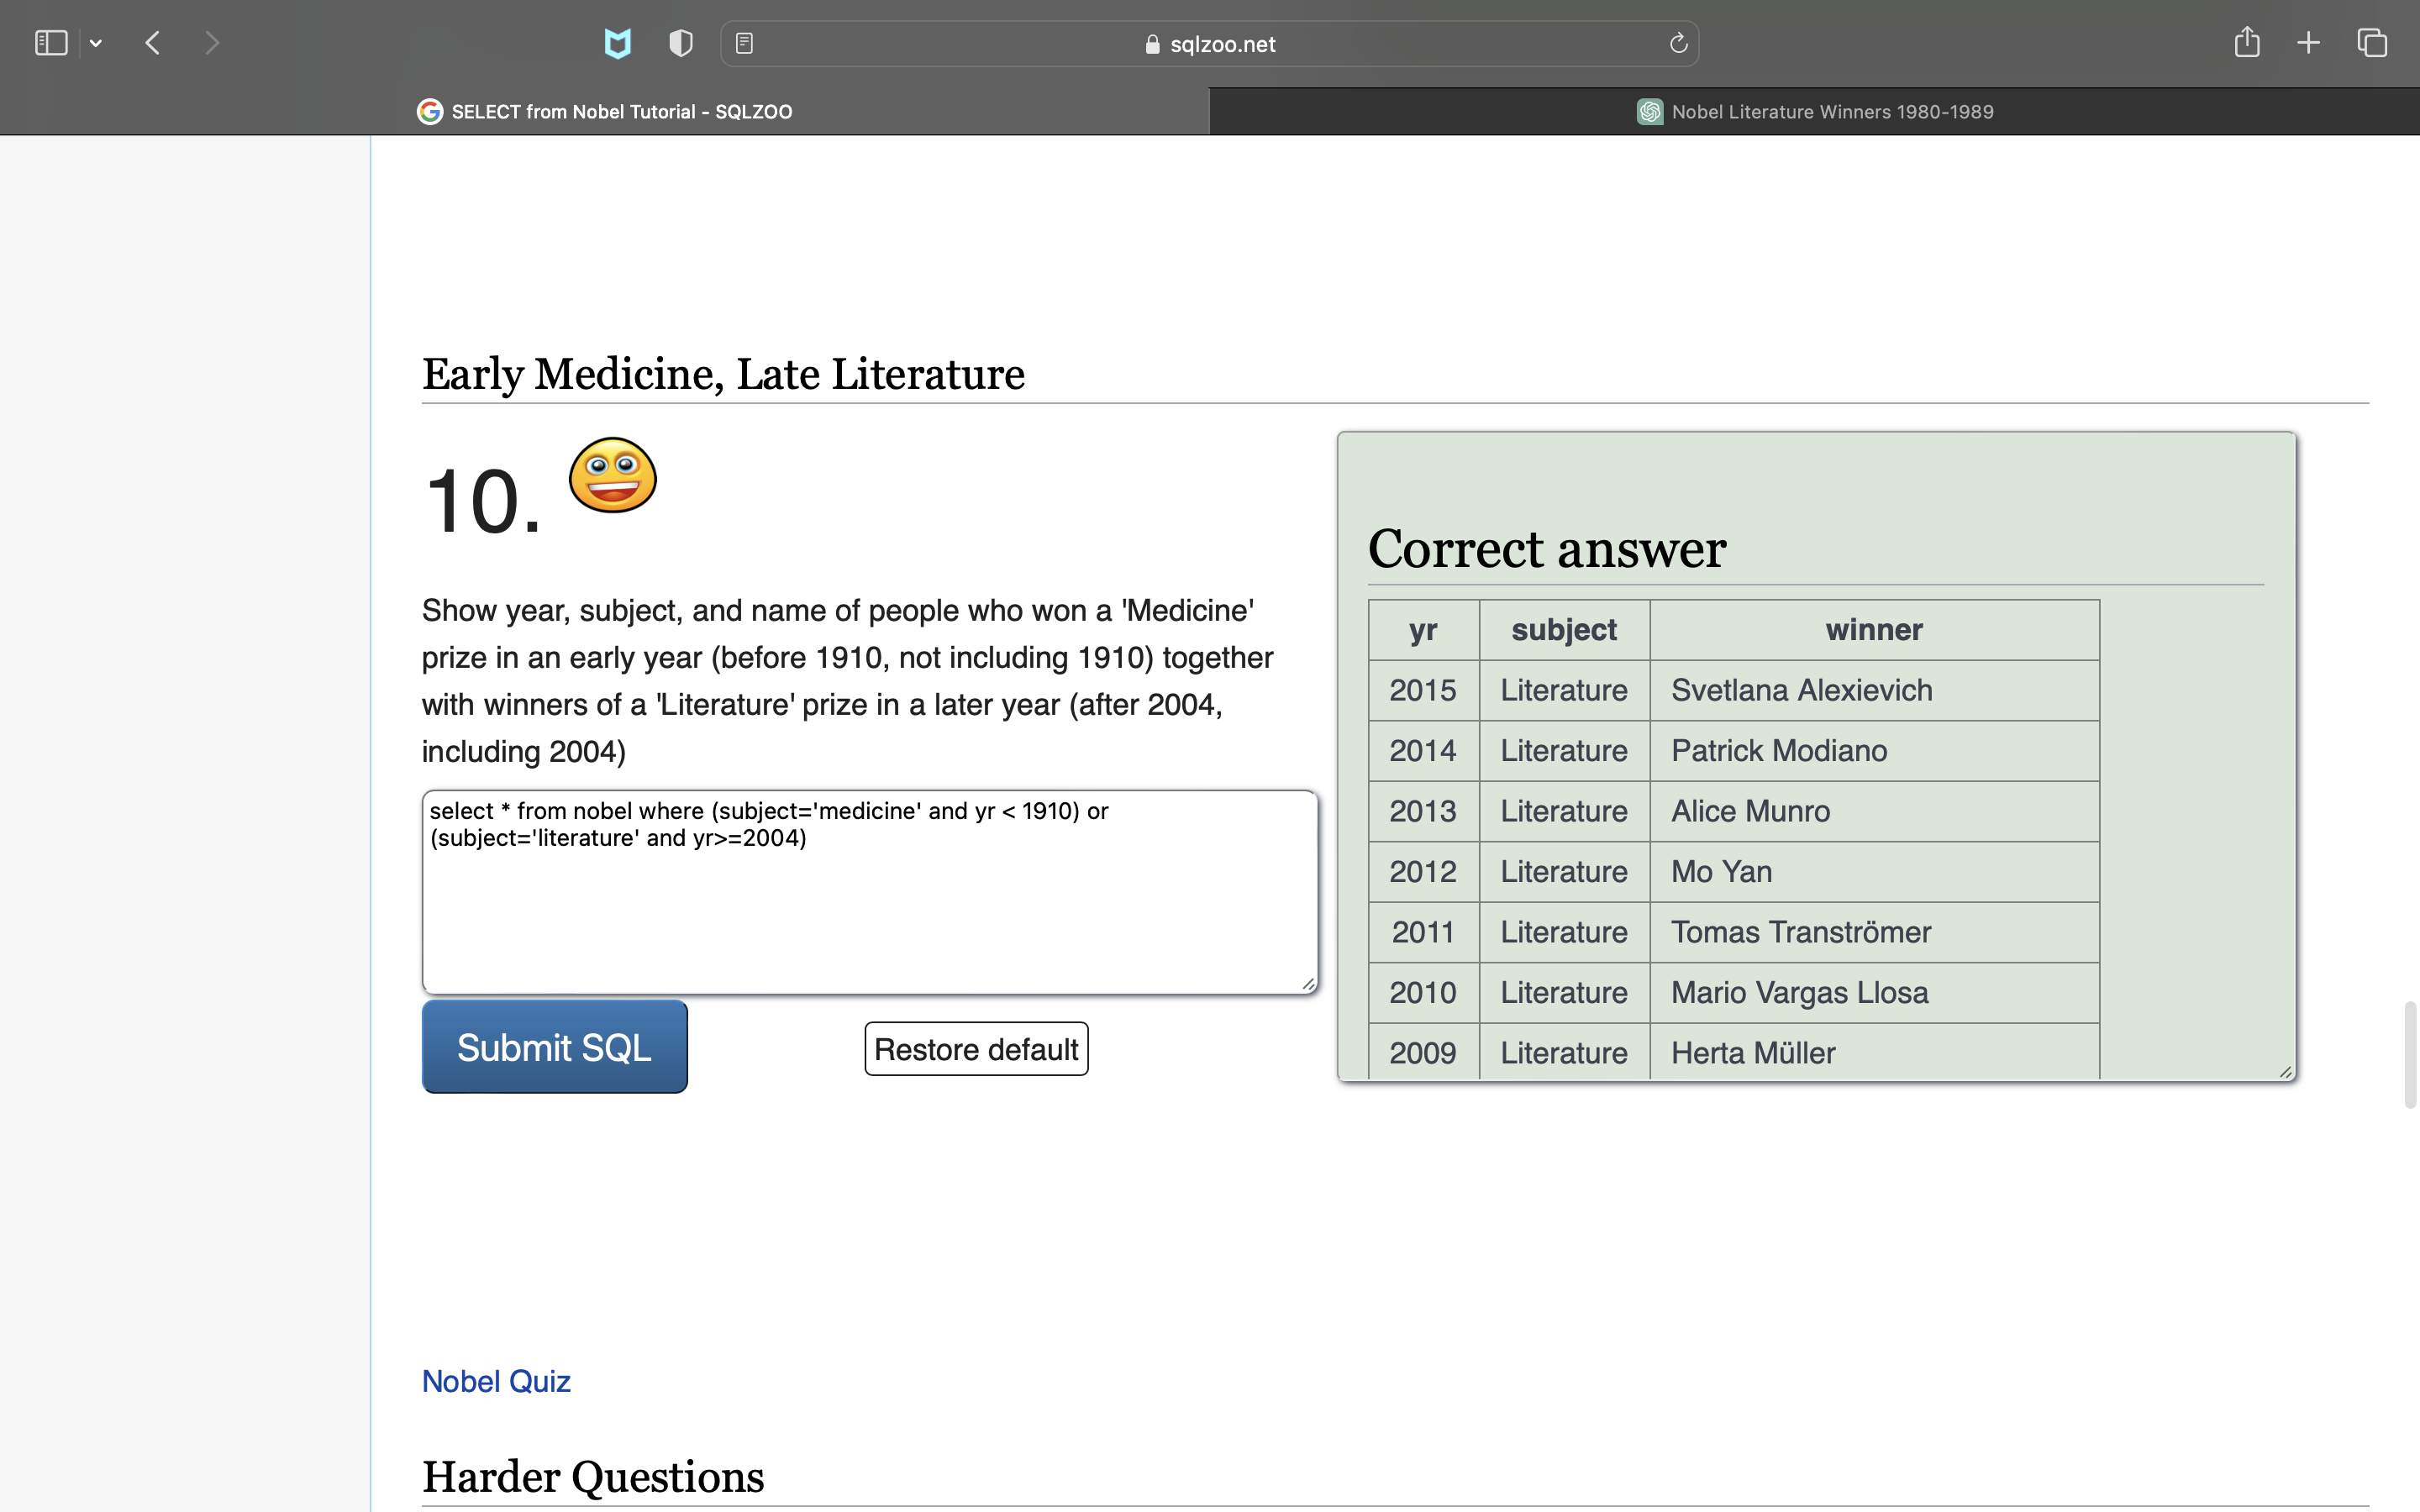 sqlzoo.net
SELECT from Nobel Tutorial - SQLZOO
Nobel Literature Winners 1980-1989
Early Medicine, Late Literature
10.
Show year, subject, and name of people who won a 'Medicine'
prize in an early year (before 1910, not including 1910) together
with winners of a 'Literature' prize in a later year (after 2004,
including 2004)
select * from nobel where (subject='medicine' and yr < 1910) or
(subject='literature' and yr>=2004)
Submit SQL
Restore default
Correct answer
yr subject winner
2015 Literature Svetlana Alexievich
2014 Literature Patrick Modiano
2013 Literature Alice Munro
2012 Literature Mo Yan
2011 Literature Tomas Tranströmer
2010 Literature Mario Vargas Llosa
2009 Literature Herta Müller
Nobel Quiz
Harder Questions